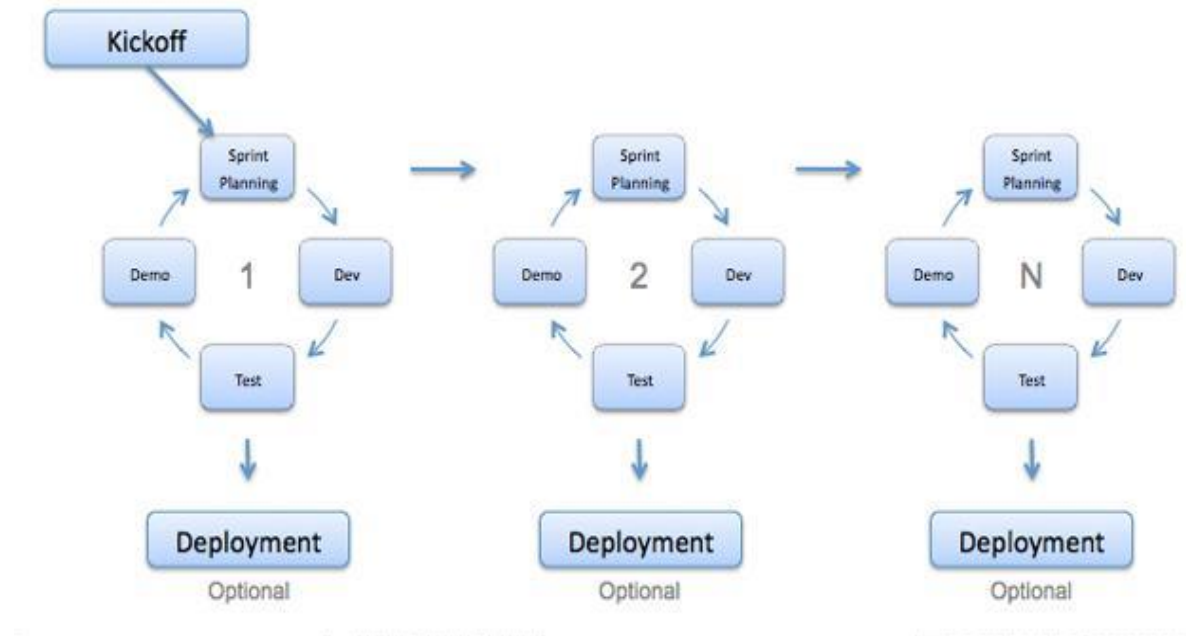 Kickoff
Sprint
Planning
Demo
1
Dev
Test
Deployment
Optional
Sprint
Planning
Demo
2
Dev
Test
Deployment
Optional
Sprint
Planning
Demo
N
Dev
Test
Deployment
Optional